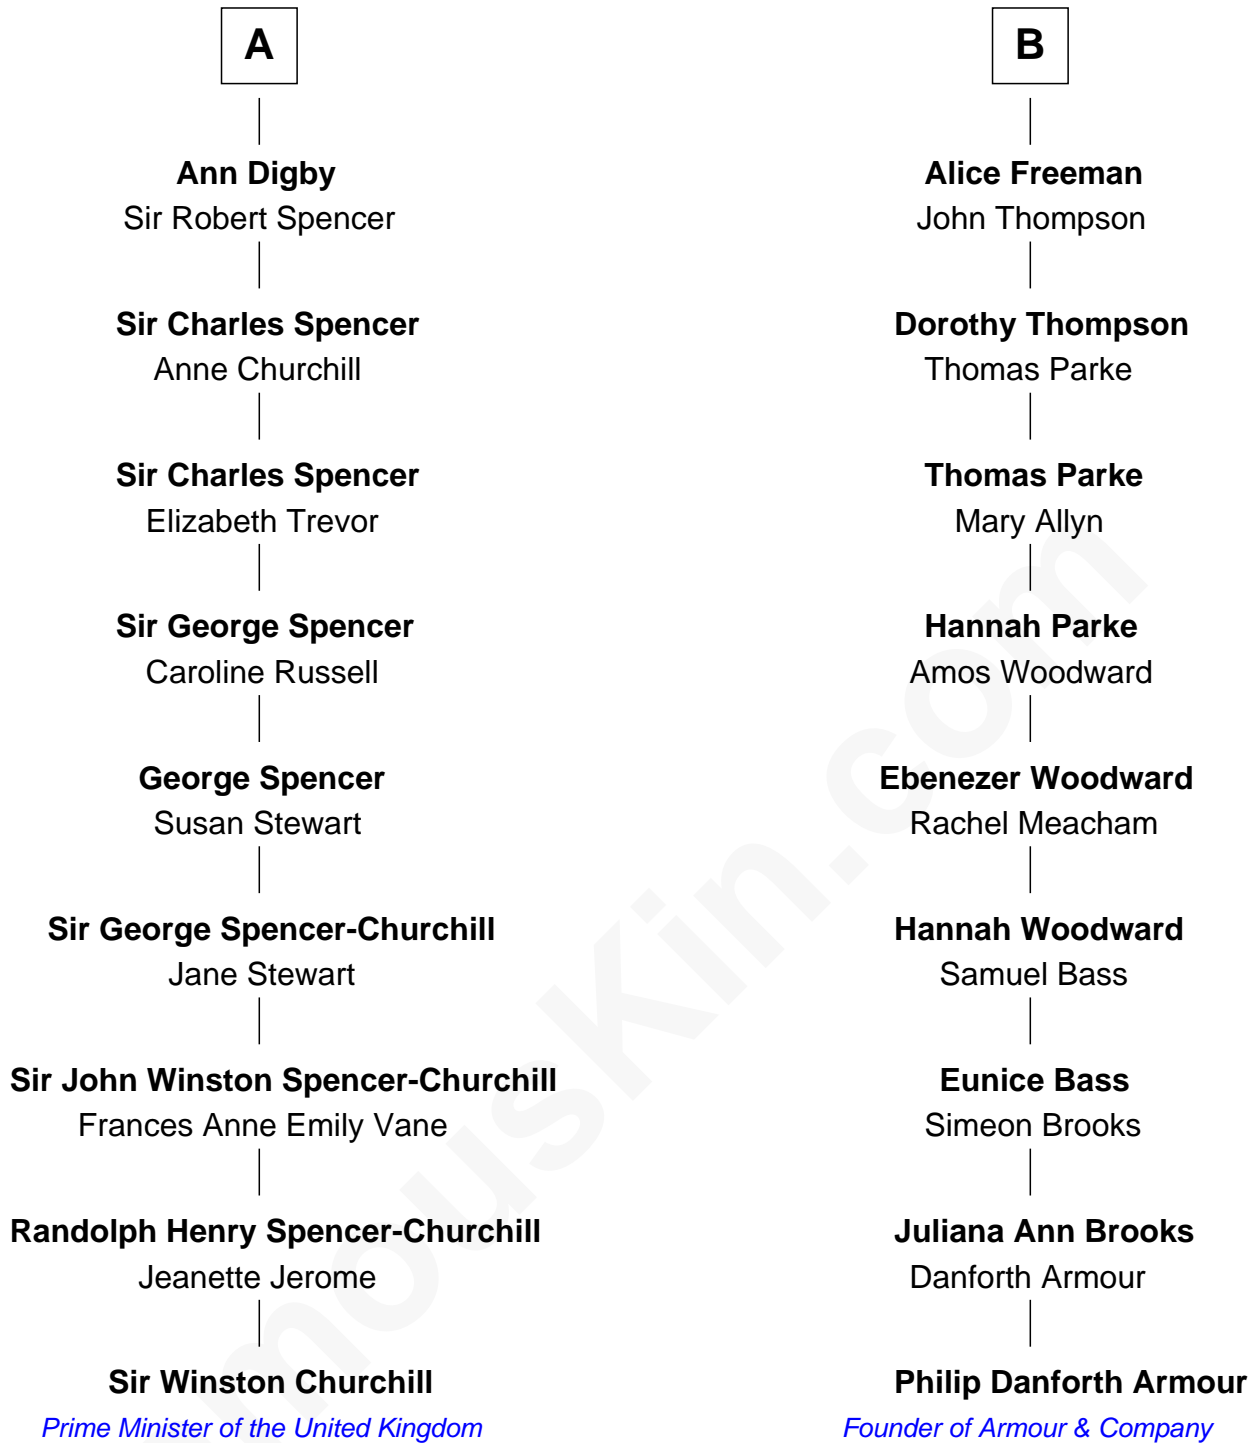 A
Ann Digby
Sir Robert Spencer
Sir Charles Spencer
Anne Churchill
Sir Charles Spencer
Elizabeth Trevor
Sir George Spencer
Caroline Russell
George Spencer
Susan Stewart
Sir George Spencer-Churchill
Jane Stewart
Sir John Winston Spencer-Churchill
Frances Anne Emily Vane
Randolph Henry Spencer-Churchill
Jeanette Jerome
Sir Winston Churchill
Prime Minister of the United Kingdom
B
Alice Freeman
John Thompson
Dorothy Thompson
Thomas Parke
Thomas Parke
Mary Allyn
Hannah Parke
Amos Woodward
Ebenezer Woodward
Rachel Meacham
Hannah Woodward
Samuel Bass
Eunice Bass
Simeon Brooks
Juliana Ann Brooks
Danforth Armour
Philip Danforth Armour
Founder of Armour & Company
mousKin.com